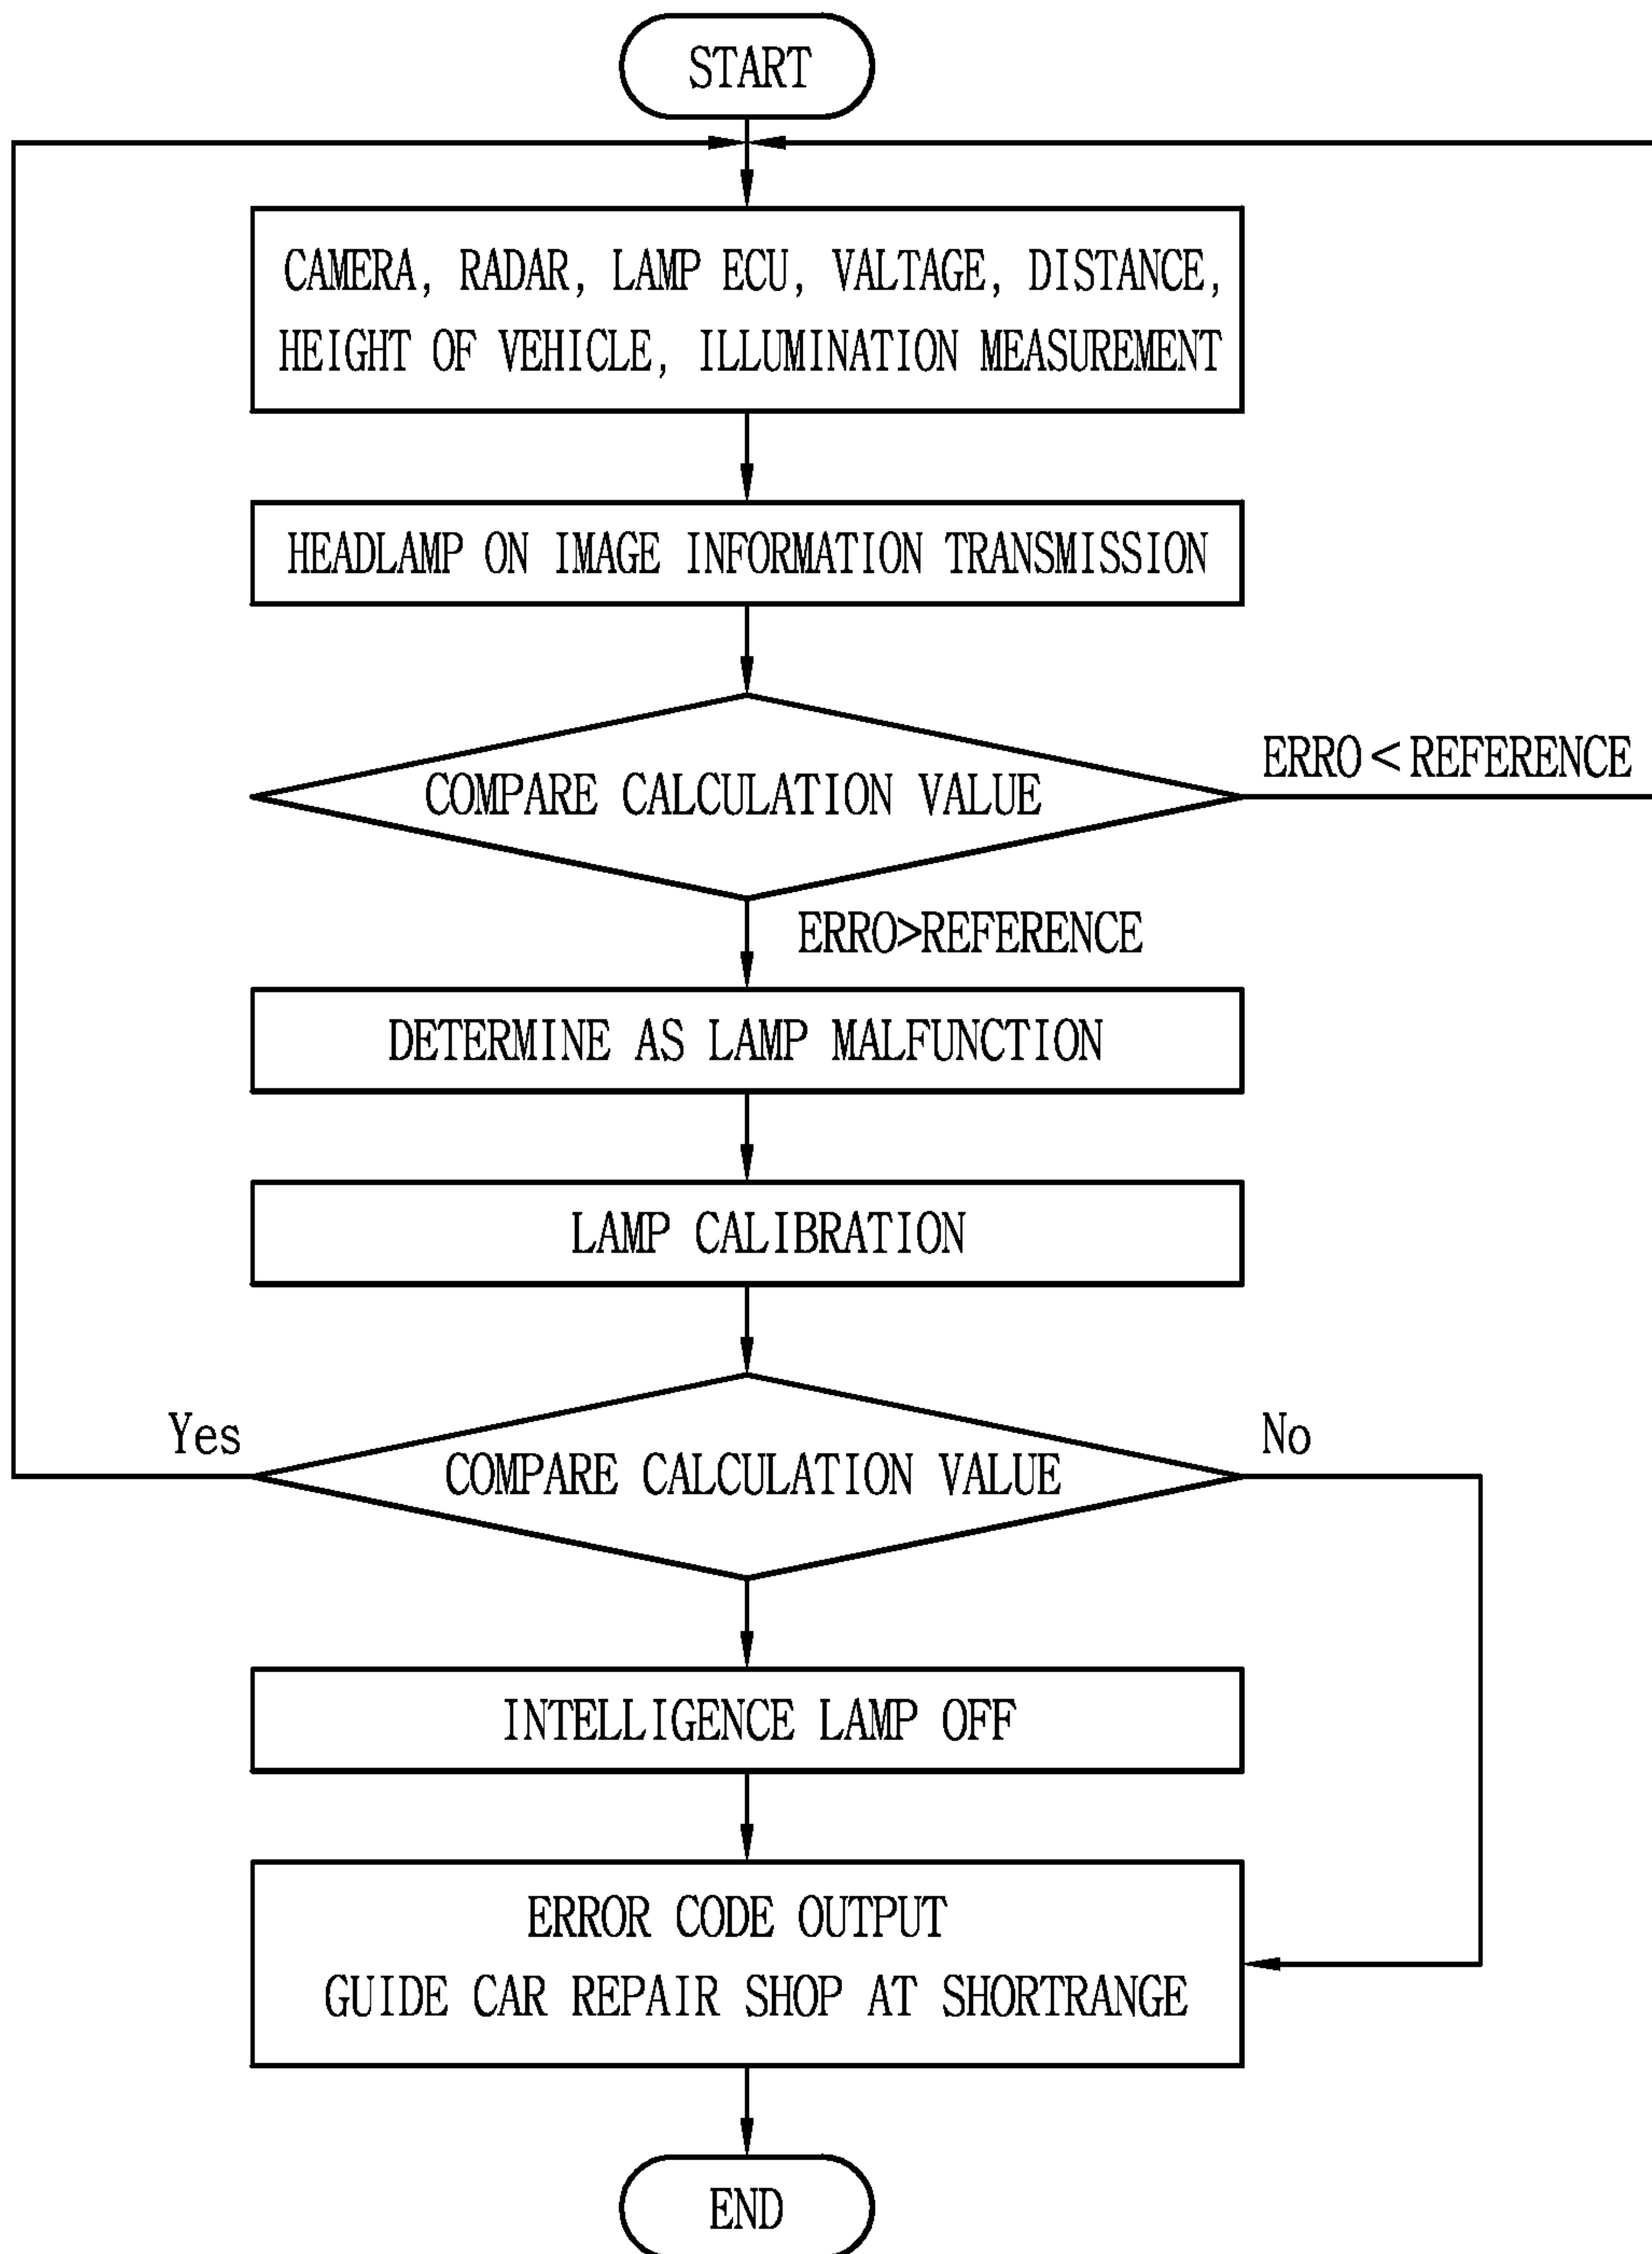 START
CAMERA, RADAR, LAMP ECU, VALTAGE, DISTANCE,
HEIGHT OF VEHICLE, ILLUMINATION MEASUREMENT
HEADLAMP ON IMAGE INFORMATION TRANSMISSION
COMPARE CALCULATION VALUE
ERRO<REFERENCE
ERRO>REFERENCE
DETERMINE AS LAMP MALFUNCTION
LAMP CALIBRATION
COMPARE CALCULATION VALUE
Yes
No
INTELLIGENCE LAMP OFF
ERROR CODE OUTPUT
GUIDE CAR REPAIR SHOP AT SHORTRANGE
END